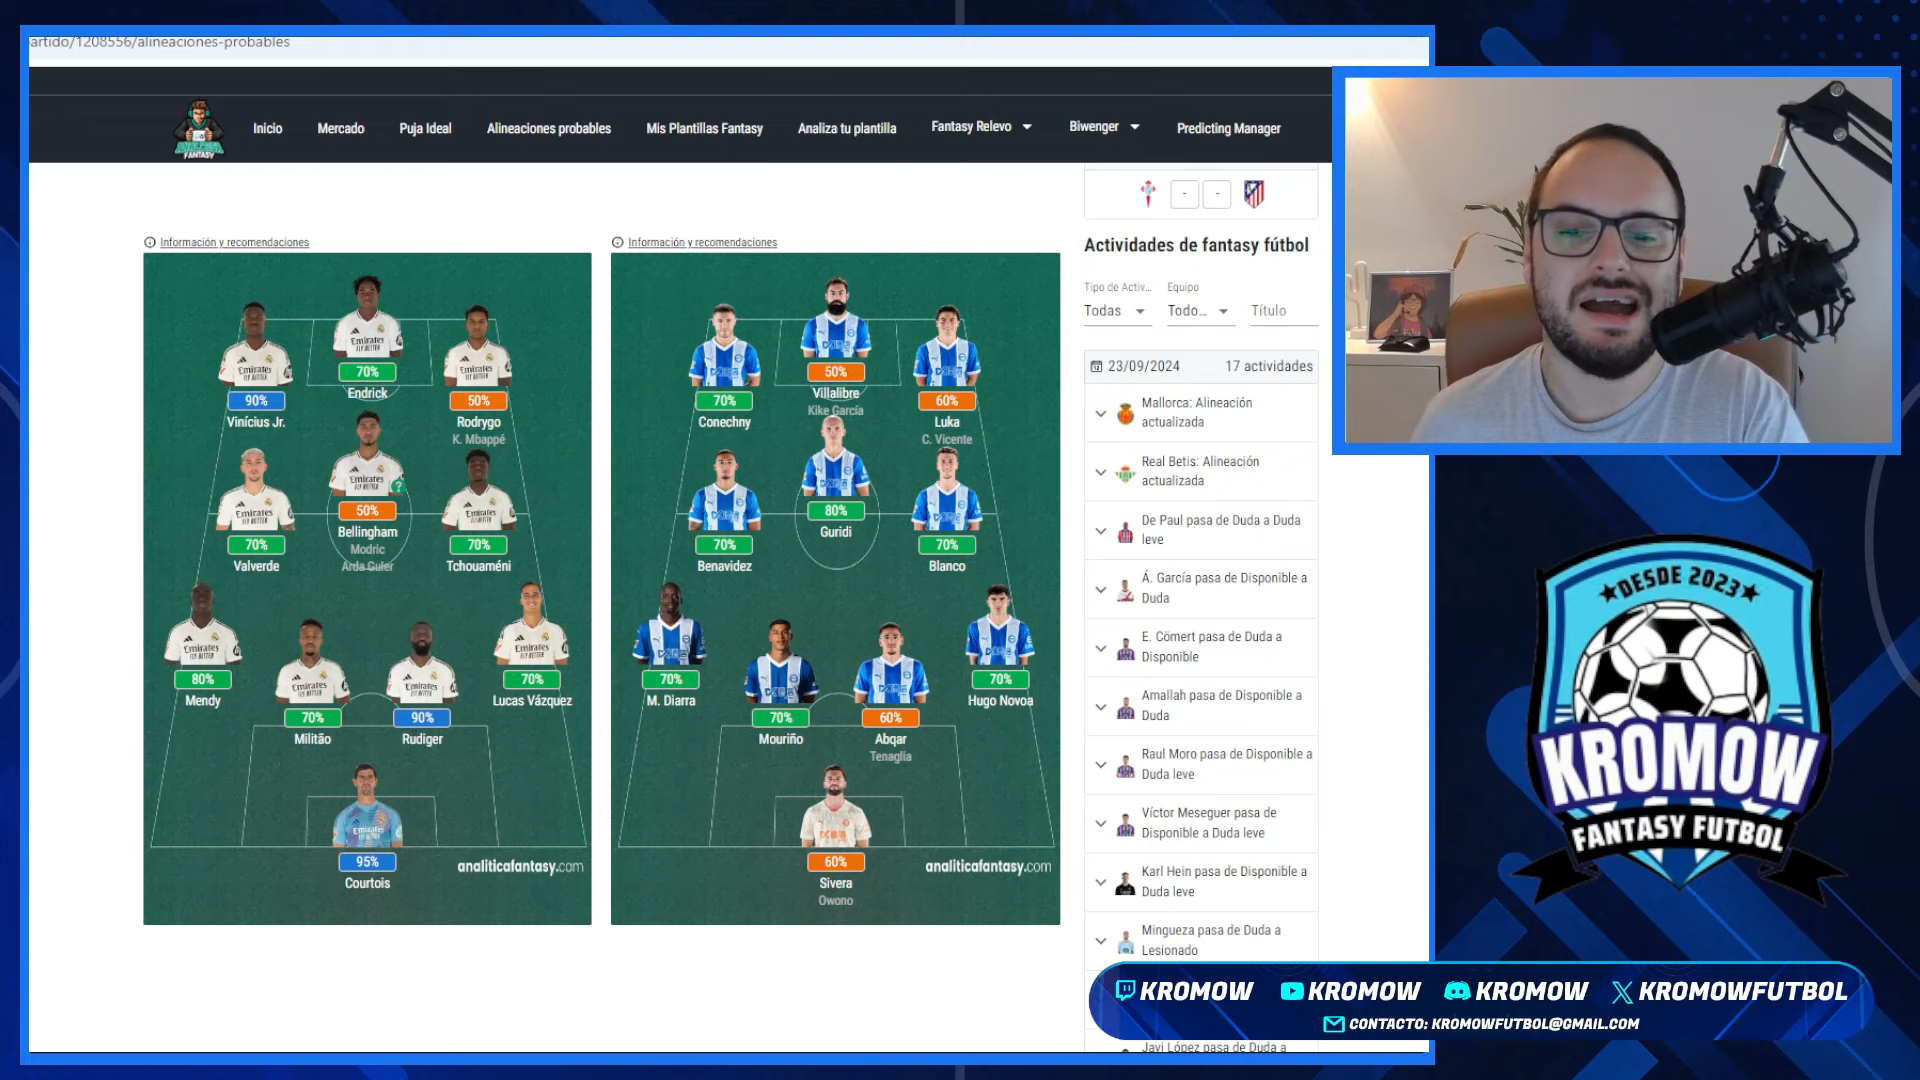 artido/1208556/alineaciones-probables
ANALITICA
FANTASY
Inicio
Mercado
Puja Ideal
Alineaciones probables
Mis Plantillas Fantasy
Analiza tu plantilla
Fantasy Relevo
Biwenger
Predicting Manager
- -
Información y recomendaciones
Información y recomendaciones
Actividades de fantasy fútbol
Tipo de Activ... Equipo
Todas Todo... Título
23/09/2024 17 actividades
Mallorca: Alineación
actualizada
Real Betis: Alineación
actualizada
De Paul pasa de Duda a Duda
leve
Á. García pasa de Disponible a
Duda
E. Cömert pasa de Duda a
Disponible
Amallah pasa de Disponible a
Duda
Raul Moro pasa de Disponible a
Duda leve
Víctor Meseguer pasa de
Disponible a Duda leve
Karl Hein pasa de Disponible a
Duda leve
Mingueza pasa de Duda a
Lesionado
Javi López pasa de Duda a
70%
Endrick
90%
Vinícius Jr.
50%
Rodrygo
K. Mbappé
50%
Bellingham
Modric
Arda Guler
70%
Valverde
70%
Tchouaméni
80%
Mendy
70%
Militão
90%
Rudiger
70%
Lucas Vázquez
95%
Courtois
analiticafantasy.com
50%
Villalibre
Kike García
70%
Conechny
60%
Luka
C. Vicente
80%
Guridi
70%
Benavidez
70%
Blanco
70%
M. Diarra
70%
Mouriño
60%
Abqar
Tenaglia
70%
Hugo Novoa
60%
Sivera
Owono
analiticafantasy.com
DESDE 2023
KROMOW
FANTASY FUTBOL
KROMOW KROMOW KROMOW KROMOWFUTBOL
CONTACTO: KROMOWFUTBOL@GMAIL.COM